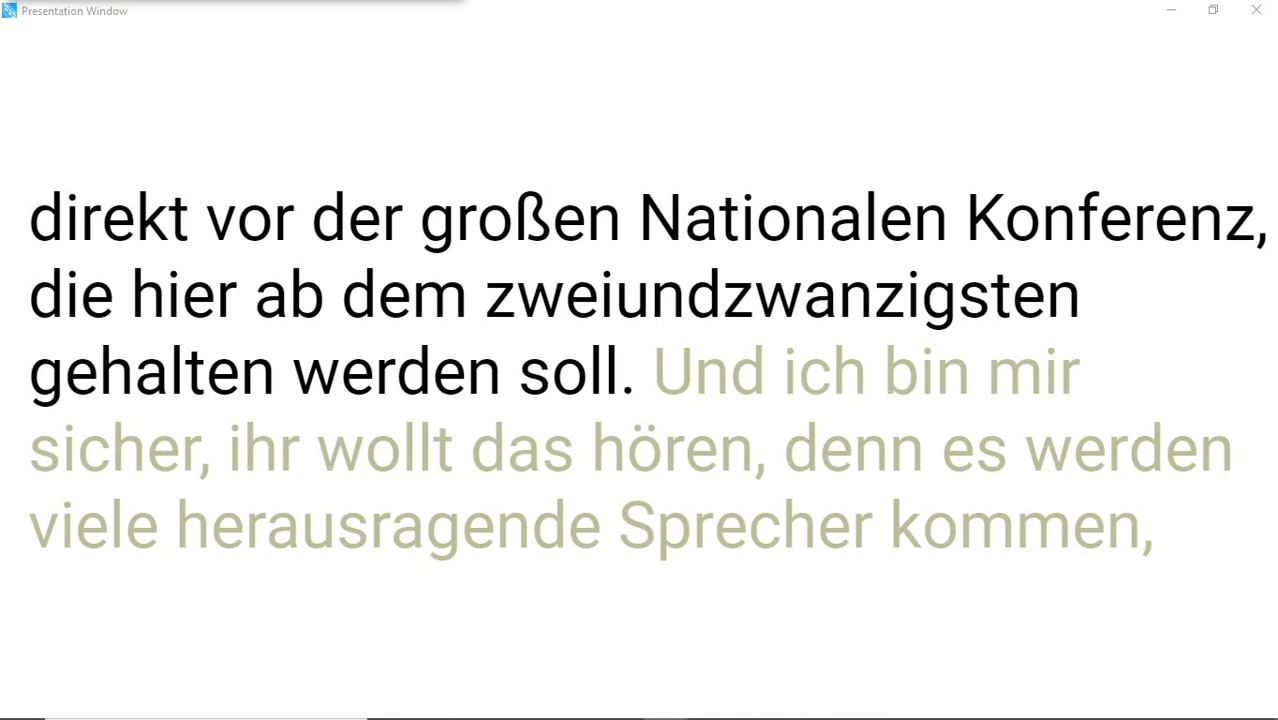 Presentation Window
direkt vor der großen Nationalen Konferenz,
die hier ab dem zweiundzwanzigsten
gehalten werden soll. Und ich bin mir
sicher, ihr wollt das hören, denn es werden
viele herausragende Sprecher kommen,